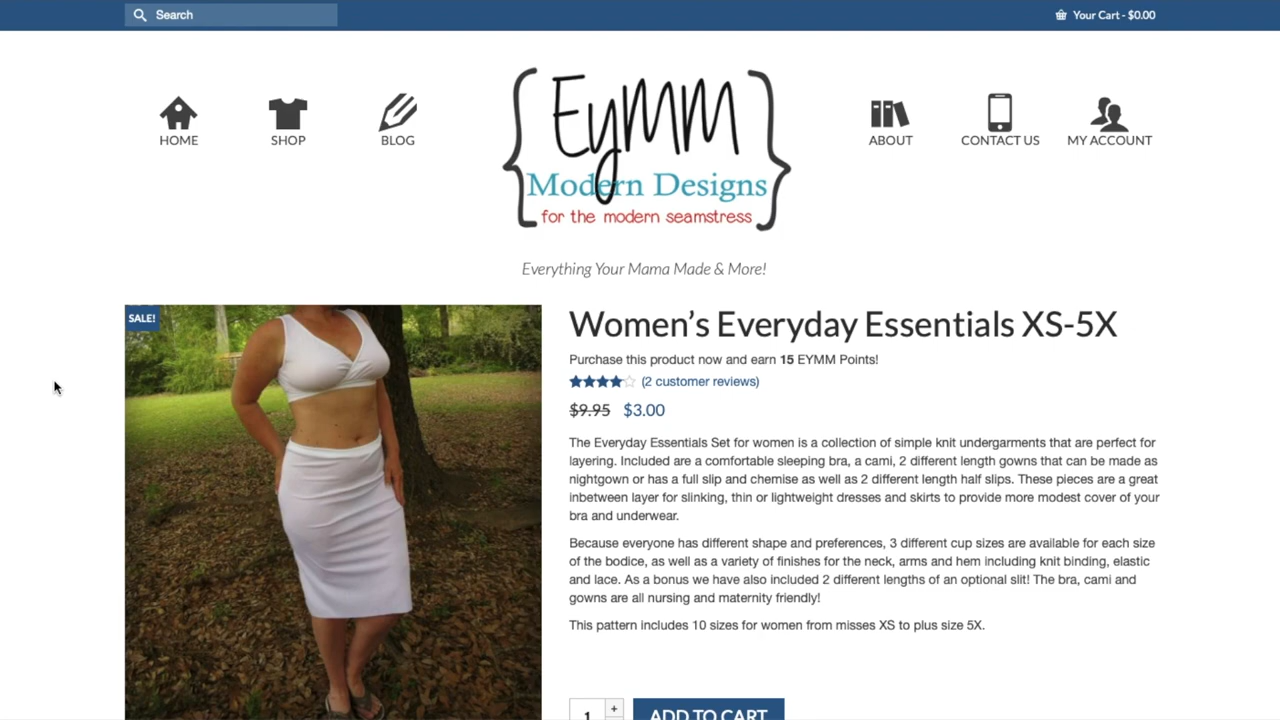 Search
Your Cart - $0.00
HOME
SHOP
BLOG
{EyMM}
Modern Designs
for the modern seamstress
ABOUT
CONTACT US
MY ACCOUNT
Everything Your Mama Made & More!
SALE!
Women's Everyday Essentials XS-5X
Purchase this product now and earn 15 EYMM Points!
(2 customer reviews)
$9.95 $3.00
The Everyday Essentials Set for women is a collection of simple knit undergarments that are perfect for
layering. Included are a comfortable sleeping bra, a cami, 2 different length gowns that can be made as
nightgown or has a full slip and chemise as well as 2 different length half slips. These pieces are a great
inbetween layer for slinking, thin or lightweight dresses and skirts to provide more modest cover of your
bra and underwear.
Because everyone has different shape and preferences, 3 different cup sizes are available for each size
of the bodice, as well as a variety of finishes for the neck, arms and hem including knit binding, elastic
and lace. As a bonus we have also included 2 different lengths of an optional slit! The bra, cami and
gowns are all nursing and maternity friendly!
This pattern includes 10 sizes for women from misses XS to plus size 5X.
1 +
ADD TO CART